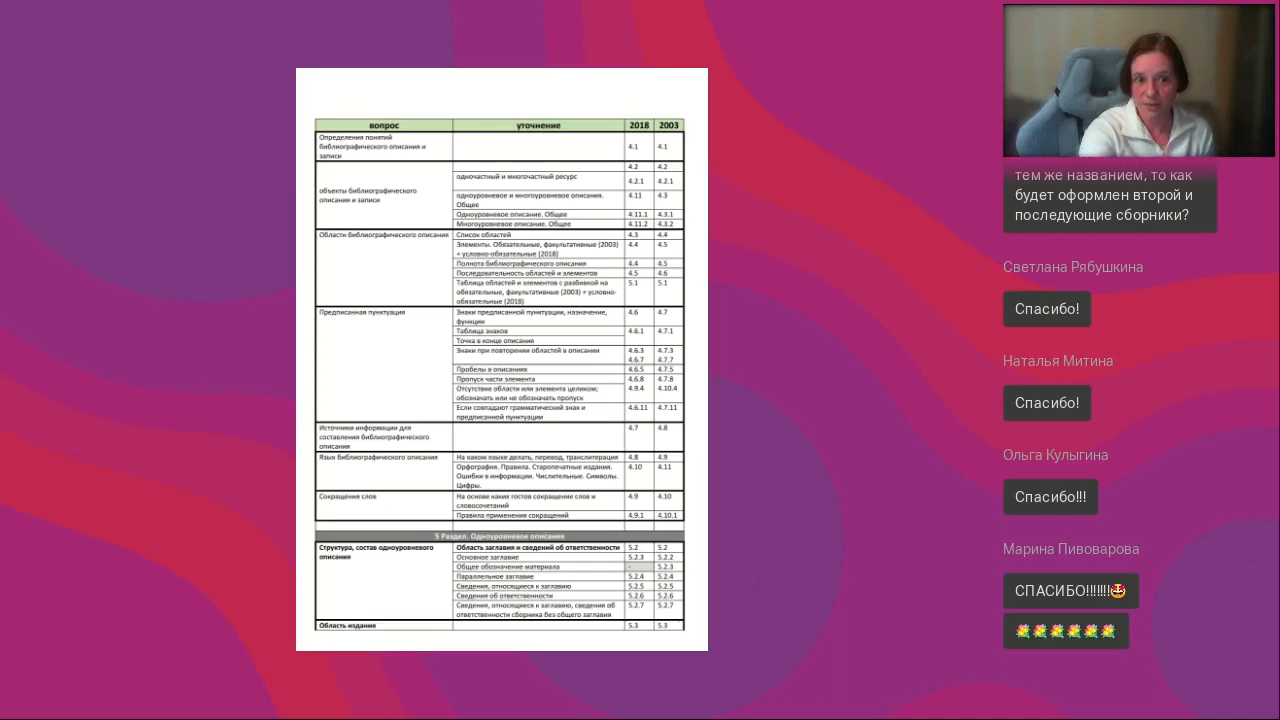 вопрос уточнение 2018 2003
Определения понятий
библиографического описания и
записи
4.1 4.1
объекты библиографического
описания и записи
4.2 4.2
одночастный и многочастный ресурс
4.2.1 4.2.1
одноуровневое и многоуровневое описания. 4.11 4.3
Общее
Одноуровневое описание. Общее 4.11.1 4.3.1
Многоуровневое описание. Общее 4.11.2 4.3.2
Области библиографического описания Список областей 4.3 4.4
Элементы. Обязательные, факультативные (2003) 4.4 4.5
+ условно-обязательные (2018)
Полнота библиографического описания 4.4 4.5
Последовательность областей и элементов 4.5 4.6
Таблица областей и элементов с разбивкой на 5.1 5.1
обязательные, факультативные (2003) + условно-
обязательные (2018)
Предписанная пунктуация Знаки предписанной пунктуации, назначение, 4.6 4.7
функции
Таблица знаков 4.6.1 4.7.1
Точка в конце описания
Знаки при повторении областей в описании 4.6.3 4.7.3
4.6.7 4.7.7
Пробелы в описаниях 4.6.5 4.7.5
Пропуск части элемента 4.6.8 4.7.8
Отсутствие области или элемента целиком; 4.9.4 4.10.4
обозначать или не обозначать пропуск
Если совпадают грамматический знак и 4.6.11 4.7.11
предписанной пунктуации
Источники информации для 4.7 4.8
составления библиографического
описания
Язык библиографического описания На каком языке делать, перевод, транслитерация 4.8 4.9
Орфография. Правила. Старопечатные издания. 4.10 4.11
Ошибки в информации. Числительные. Символы.
Цифры.
Сокращения слов На основе каких гостов сокращение слов и 4.9 4.10
словосочетаний
Правила применения сокращений 4.9.1 4.10.1
5 Раздел. Одноуровневое описание
Структура, состав одноуровневого Область заглавия и сведений об ответственности 5.2 5.2
описания Основное заглавие 5.2.3 5.2.2
Общее обозначение материала - 5.2.3
Параллельное заглавие 5.2.4 5.2.4
Сведения, относящиеся к заглавию 5.2.5 5.2.5
Сведения об ответственности 5.2.6 5.2.6
Сведения, относящиеся к заглавию, сведения об 5.2.7 5.2.7
ответственности сборника без общего заглавия
Область издания 5.3 5.3
тем же названием, то как
будет оформлен второй и
последующие сборники?
Светлана Рябушкина
Спасибо!
Наталья Митина
Спасибо!
Ольга Кулыгина
Спасибо!!!
Марина Пивоварова
СПАСИБО!!!!!!!🤩
💐💐💐💐💐💐